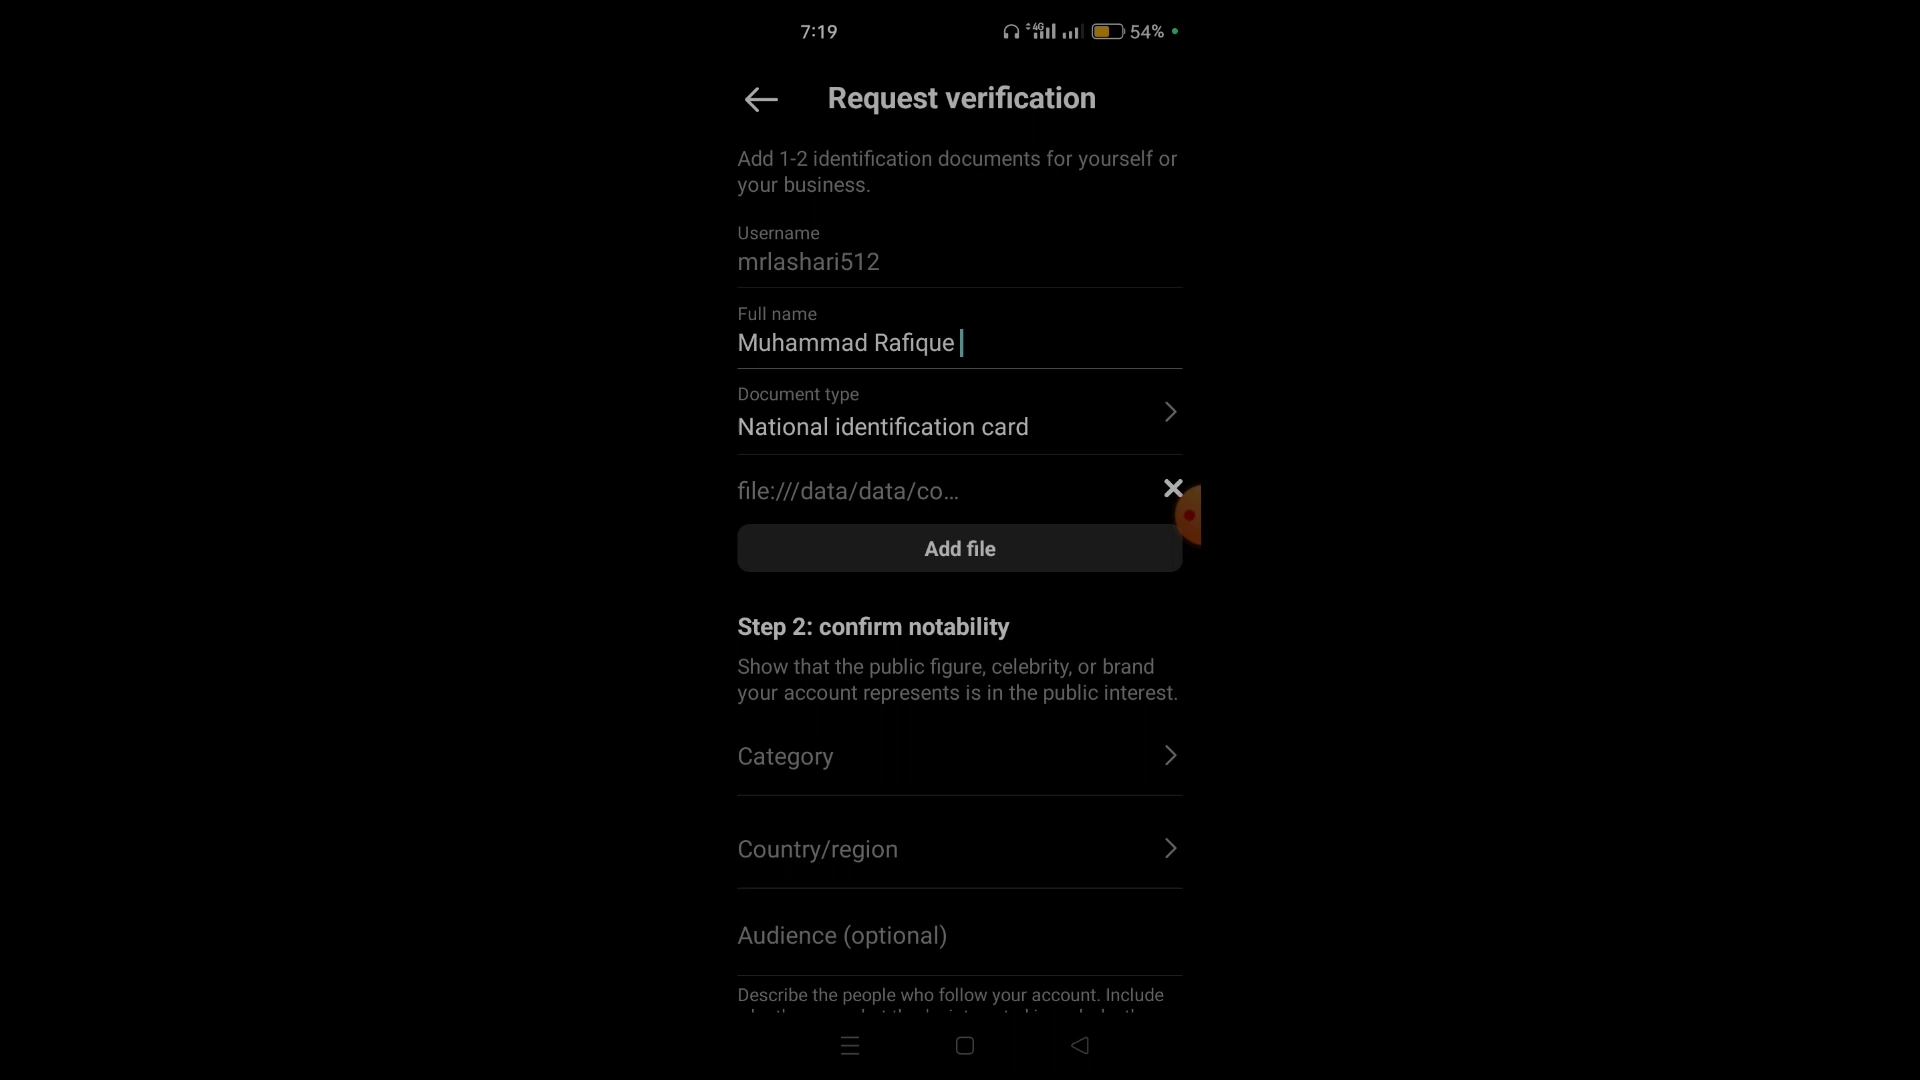 7:19
4G
54%
Request verification
Add 1-2 identification documents for yourself or
your business.
Username
mrlashari512
Full name
Muhammad Rafique
Document type
National identification card
file:///data/data/co...
Add file
Step 2: confirm notability
Show that the public figure, celebrity, or brand
your account represents is in the public interest.
Category
Country/region
Audience (optional)
Describe the people who follow your account. Include